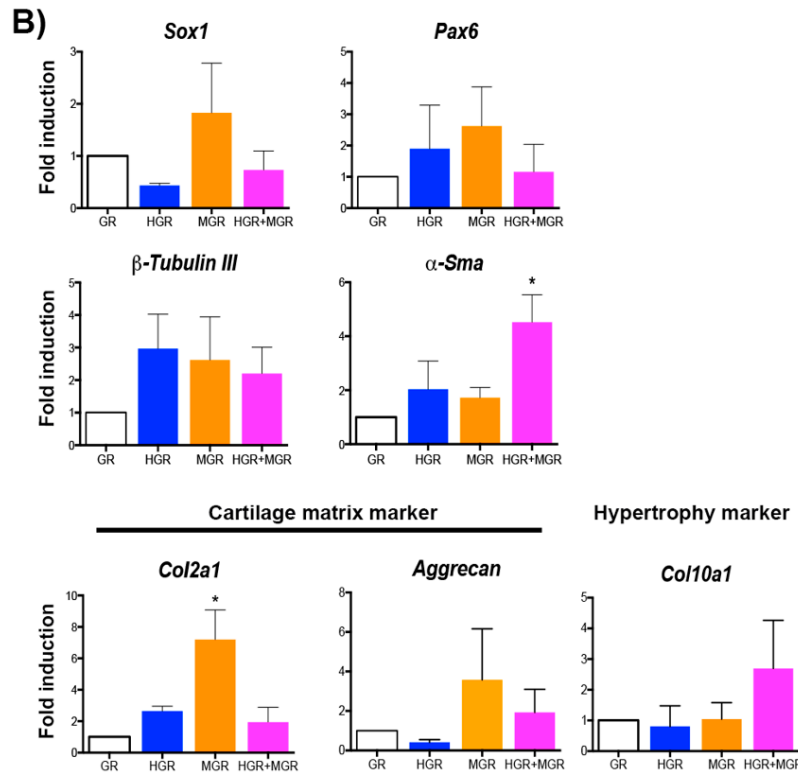 B)
Sox1 Pax6
Fold induction
3
2
1
0
GR HGR MGR HGR+MGR
5
4
3
2
1
0
GR HGR MGR HGR+MGR
β-Tubulin III α-Sma
Fold induction
5
4
3
2
1
0
GR HGR MGR HGR+MGR
*
6
4
2
0
GR HGR MGR HGR+MGR
Cartilage matrix marker Hypertrophy marker
Col2a1 Aggrecan Col10a1
Fold induction
*
10
8
6
4
2
0
GR HGR MGR HGR+MGR
8
6
4
2
0
GR HGR MGR HGR+MGR
5
4
3
2
1
0
GR HGR MGR HGR+MGR